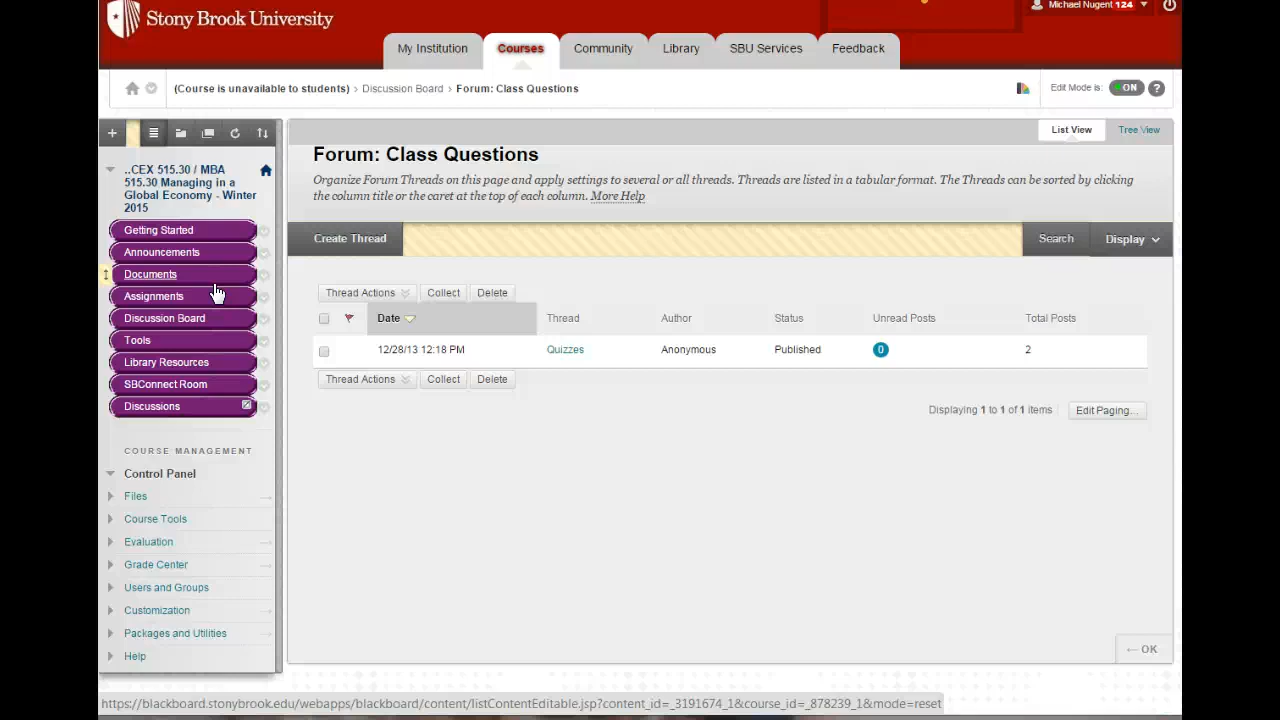 Stony Brook University
Michael Nugent 124
My Institution Courses Community Library SBU Services Feedback
(Course is unavailable to students) > Discussion Board > Forum: Class Questions
Edit Mode is: ON ?
List View Tree View
..CEX 515.30 / MBA
515.30 Managing in a
Global Economy - Winter
2015
Getting Started
Announcements
Documents
Assignments
Discussion Board
Tools
Library Resources
SBConnect Room
Discussions
COURSE MANAGEMENT
Control Panel
Files
Course Tools
Evaluation
Grade Center
Users and Groups
Customization
Packages and Utilities
Help
Forum: Class Questions
Organize Forum Threads on this page and apply settings to several or all threads. Threads are listed in a tabular format. The Threads can be sorted by clicking
the column title or the caret at the top of each column. More Help
Create Thread Search Display
Thread Actions Collect Delete
Date Thread Author Status Unread Posts Total Posts
12/28/13 12:18 PM Quizzes Anonymous Published 0 2
Thread Actions Collect Delete
Displaying 1 to 1 of 1 items Edit Paging...
← OK
https://blackboard.stonybrook.edu/webapps/blackboard/content/listContentEditable.jsp?content_id=_3191674_1&course_id=_878239_1&mode=reset